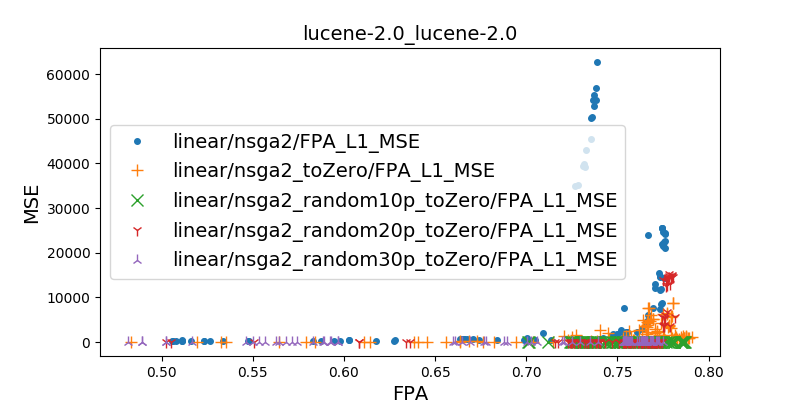 lucene-2.0_lucene-2.0
60000
50000
40000
30000
20000
10000
0
MSE
linear/nsga2/FPA_L1_MSE
linear/nsga2_toZero/FPA_L1_MSE
linear/nsga2_random10p_toZero/FPA_L1_MSE
linear/nsga2_random20p_toZero/FPA_L1_MSE
linear/nsga2_random30p_toZero/FPA_L1_MSE
0.50 0.55 0.60 0.65 0.70 0.75 0.80
FPA